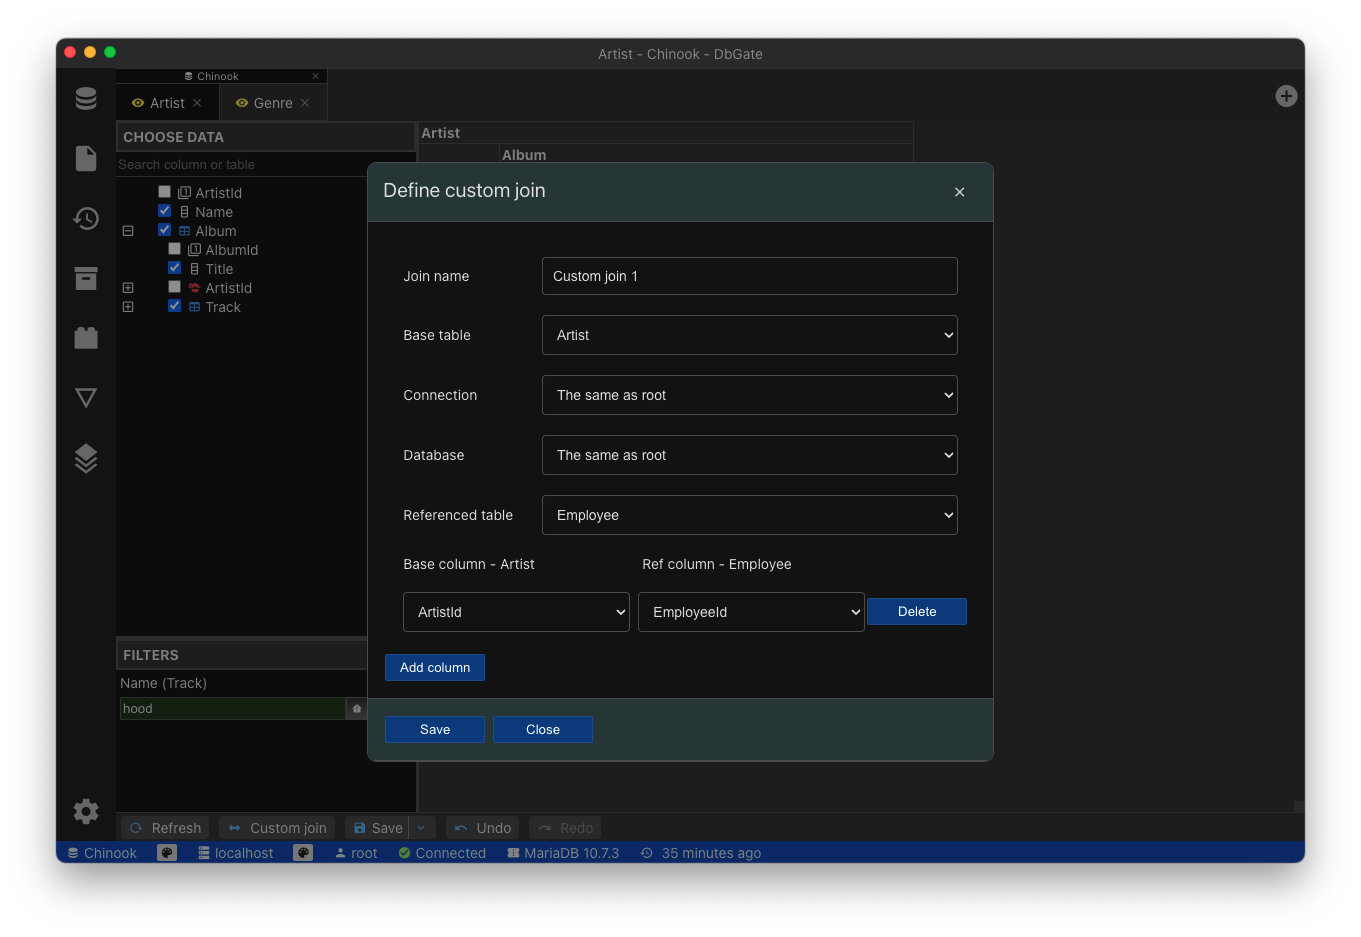 Artist - Chinook - DbGate
Chinook
Artist
Genre
CHOOSE DATA
Search column or table
ArtistId
Name
Album
AlbumId
Title
ArtistId
Track
Artist
Album
Define custom join
Join name
Custom join 1
Base table
Artist
Connection
The same as root
Database
The same as root
Referenced table
Employee
Base column - Artist
Ref column - Employee
ArtistId
EmployeeId
Delete
Add column
Save
Close
FILTERS
Name (Track)
hood
Refresh
Custom join
Save
Undo
Redo
Chinook
localhost
root
Connected
MariaDB 10.7.3
35 minutes ago